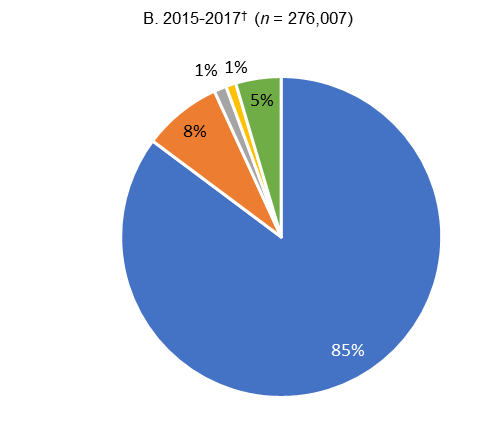 B. 2015-2017† (n = 276,007)
1% 1%
5%
8%
85%